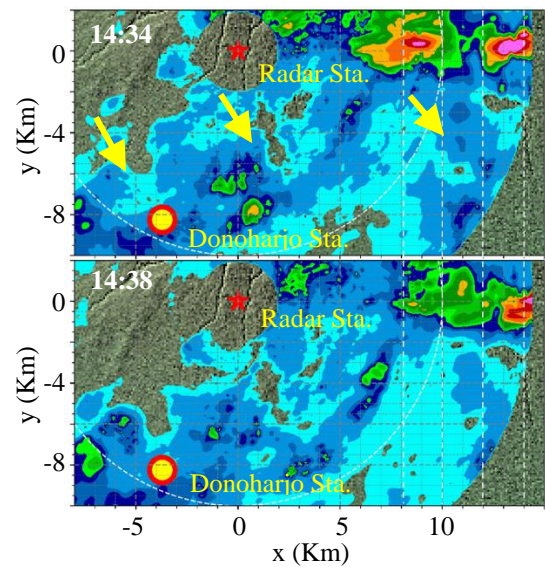 14:34
0
Radar Sta.
-4
y (Km)
-8
Donoharjo Sta.
14:38
0
Radar Sta.
-4
y (Km)
-8
Donoharjo Sta.
-5
0
5
10
x (Km)